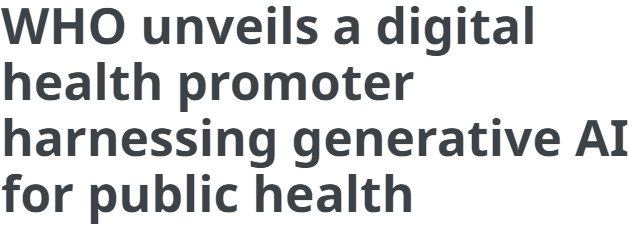 WHO unveils a digital
health promoter
harnessing generative AI
for public health